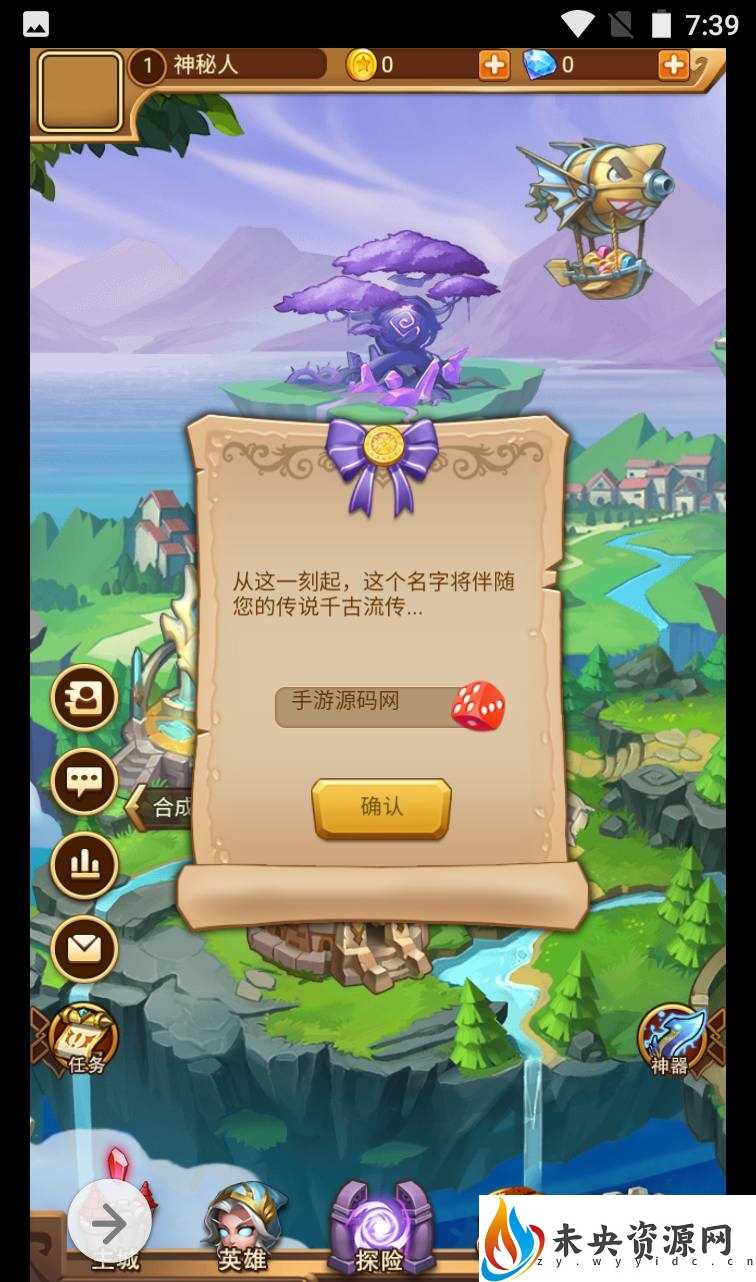 7:39
1 神秘人 0 0
从这一刻起，这个名字将伴随
您的传说千古流传...
手游源码网
确认
合成
任务
神器
主城 英雄 探险
未央资源网
zy.wyyidc.cn